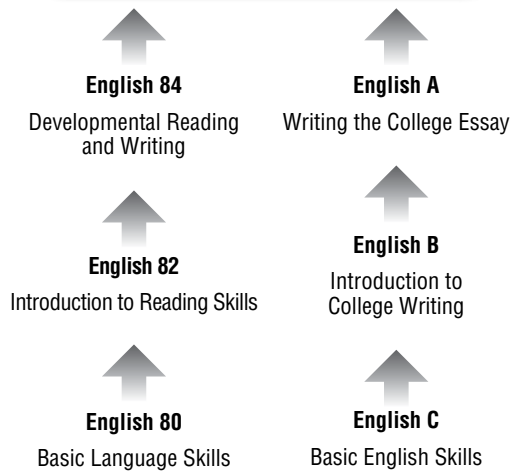 English 84
Developmental Reading
and Writing
English A
Writing the College Essay
English 82
Introduction to Reading Skills
English B
Introduction to
College Writing
English 80
Basic Language Skills
English C
Basic English Skills